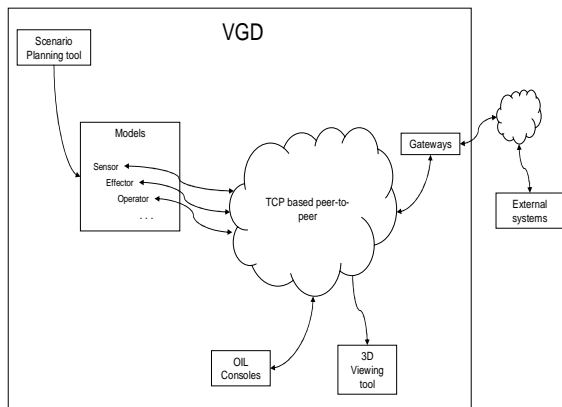 VGD
Scenario
Planning tool
Models
Sensor
Effector
Operator
. . .
TCP based peer-to-
peer
Gateways
External
systems
OIL
Consoles
3D
Viewing
tool